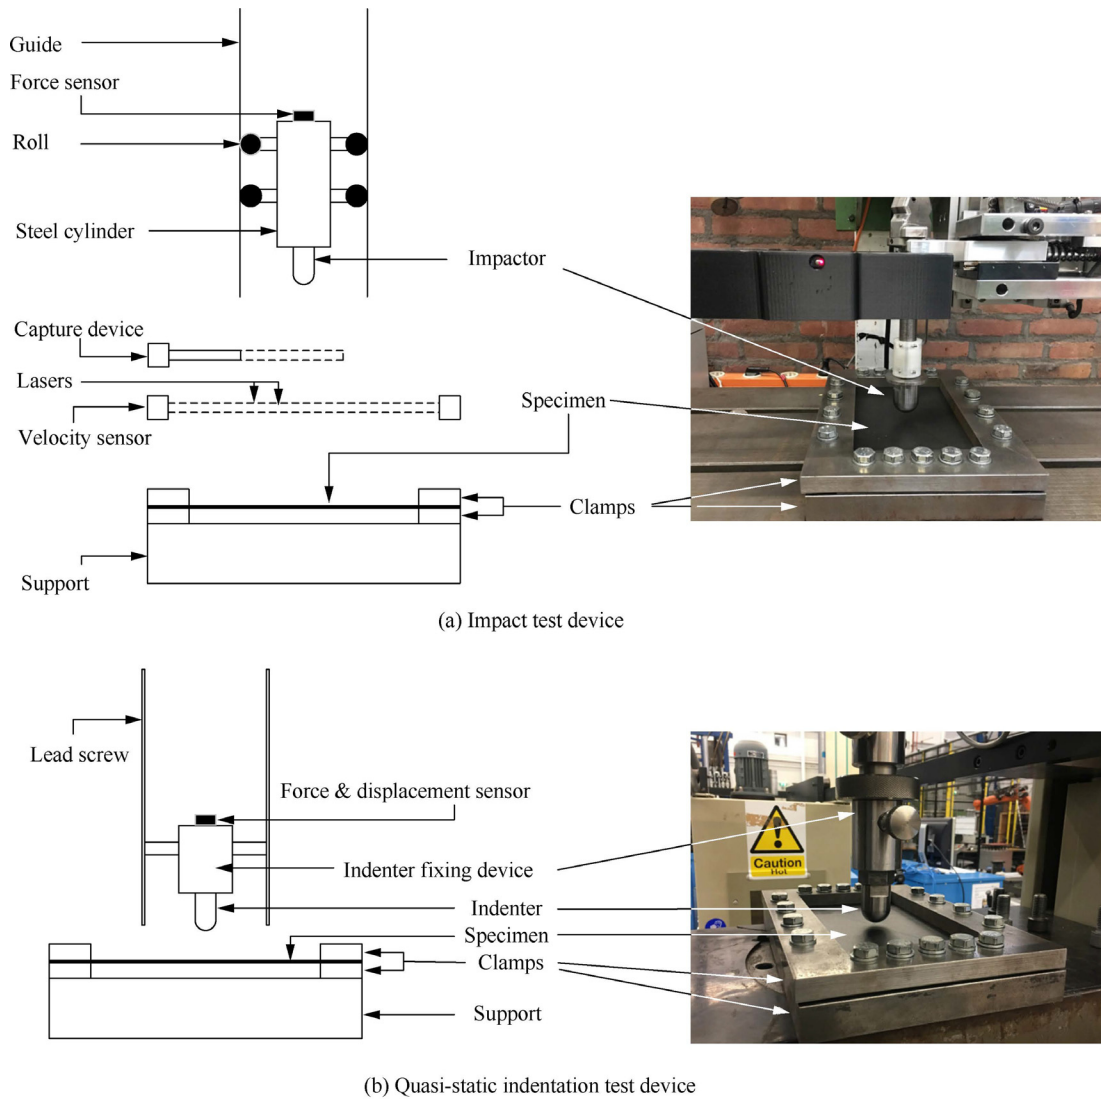 Guide
Force sensor
Roll
Steel cylinder
Impactor
Capture device
Lasers
Velocity sensor
Specimen
Clamps
Support
(a) Impact test device
Lead screw
Force & displacement sensor
Indenter fixing device
Indenter
Specimen
Clamps
Support
Caution
Hot
(b) Quasi-static indentation test device